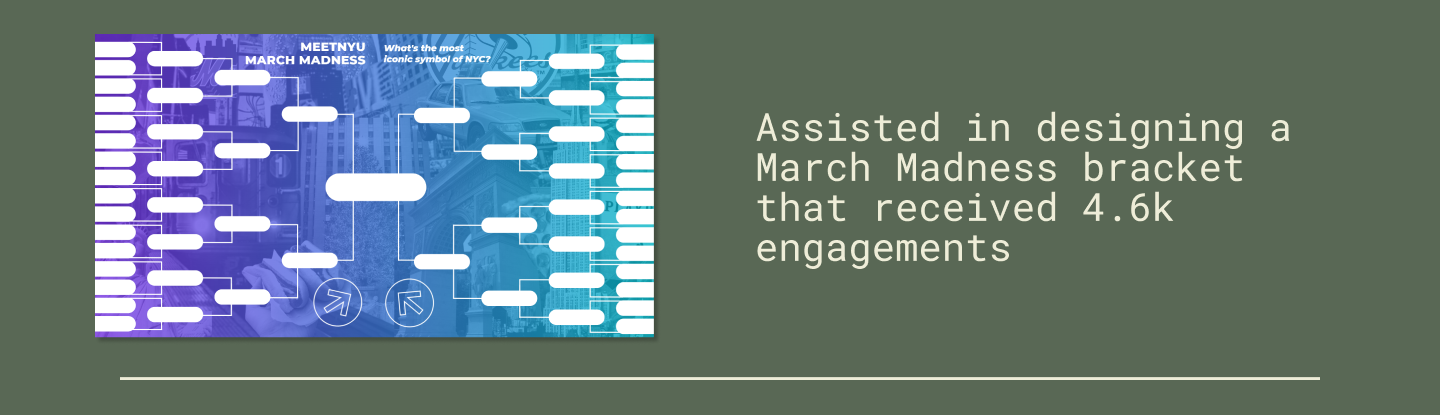 MEETNYU
MARCH MADNESS
What's the most
iconic symbol of NYC?
Assisted in designing a
March Madness bracket
that received 4.6k
engagements